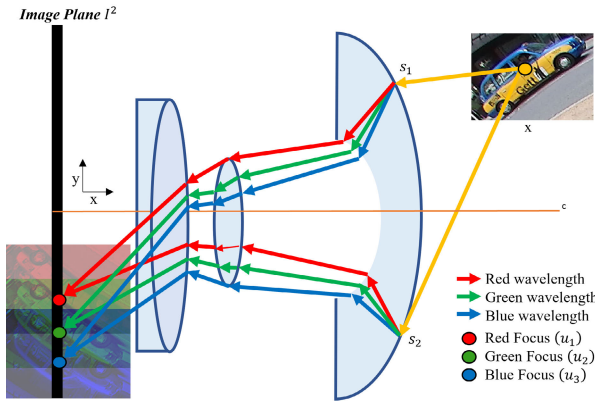 Image Plane I²
s₁
x
y
x
c
s₂
Red wavelength
Green wavelength
Blue wavelength
Red Focus (u₁)
Green Focus (u₂)
Blue Focus (u₃)